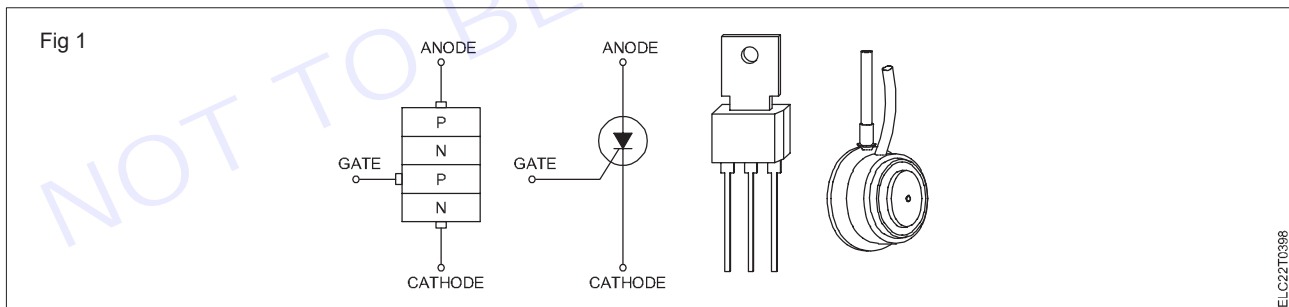 Fig 1
NOT TO BE
ANODE
P
N
P
N
GATE
CATHODE
ANODE
GATE
CATHODE
ELC22T0398